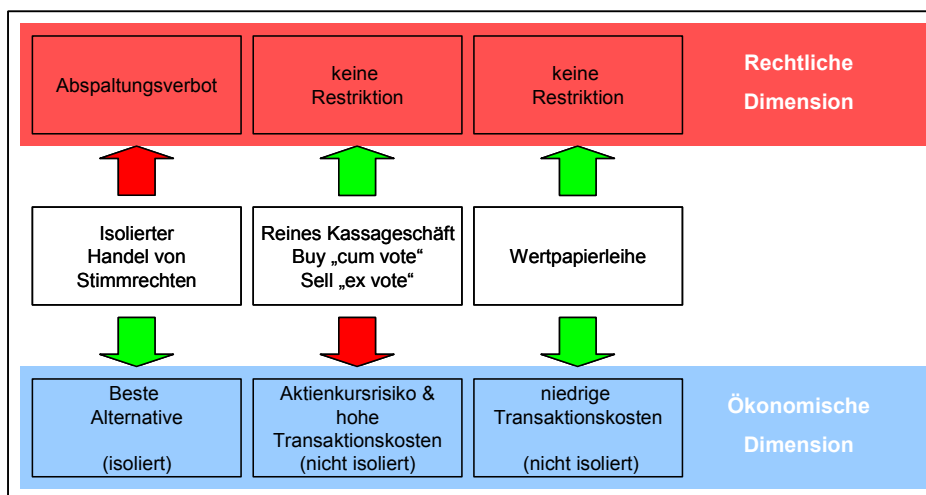 Abspaltungsverbot
keine
Restriktion
keine
Restriktion
Rechtliche
Dimension
Isolierter
Handel von
Stimmrechten
Reines Kassageschäft
Buy „cum vote“
Sell „ex vote“
Wertpapierleihe
Beste
Alternative
(isoliert)
Aktienkursrisiko &
hohe
Transaktionskosten
(nicht isoliert)
niedrige
Transaktionskosten
(nicht isoliert)
Ökonomische
Dimension